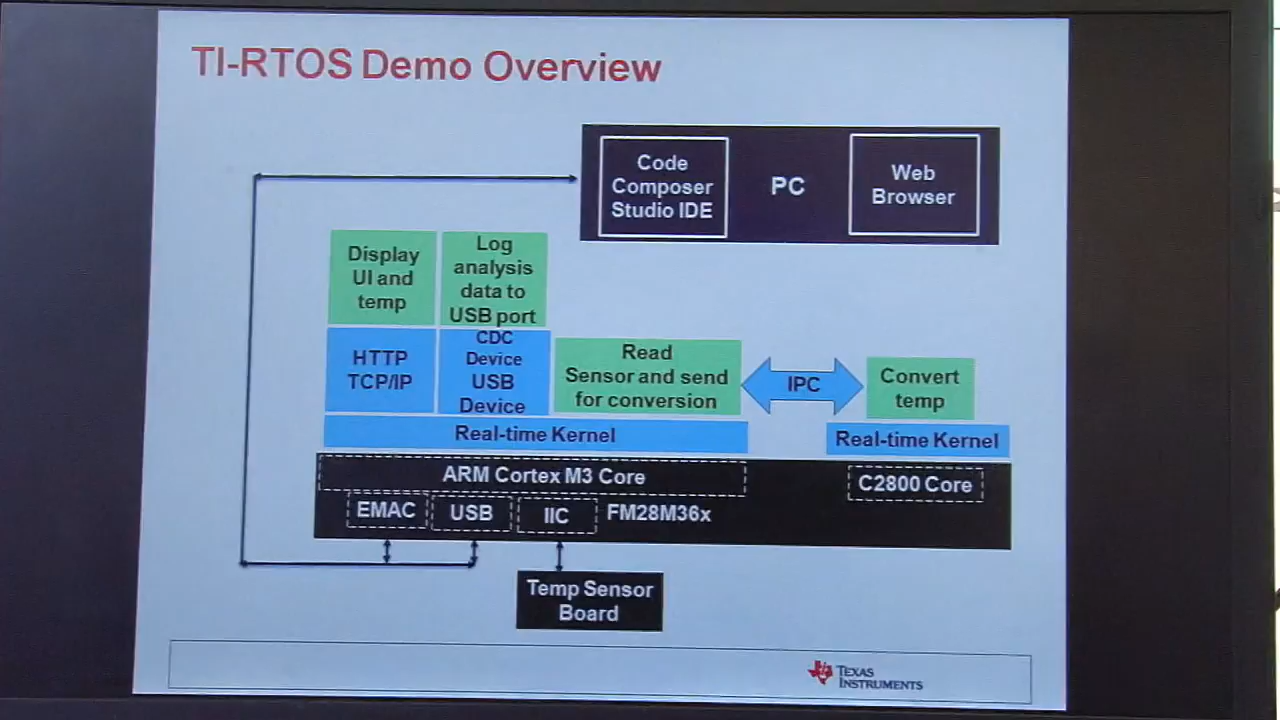 TI-RTOS Demo Overview
Code
Composer
Studio IDE
PC
Web
Browser
Display
UI and
temp
Log
analysis
data to
USB port
HTTP
TCP/IP
CDC
Device
USB
Device
Read
Sensor and send
for conversion
IPC
Convert
temp
Real-time Kernel
Real-time Kernel
ARM Cortex M3 Core
C2800 Core
EMAC
USB
IIC
FM28M36x
Temp Sensor
Board
TEXAS
INSTRUMENTS